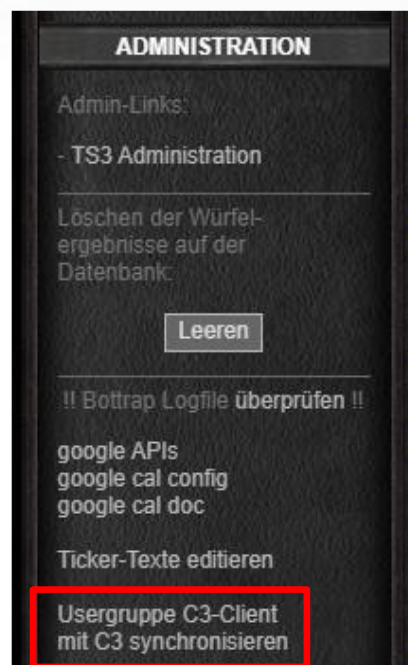 ADMINISTRATION
Admin-Links:
- TS3 Administration
Löschen der Würfel-
ergebnisse auf der
Datenbank:
Leeren
!! Bottrap Logfile überprüfen !!
google APIs
google cal config
google cal doc
Ticker-Texte editieren
Usergruppe C3-Client
mit C3 synchronisieren